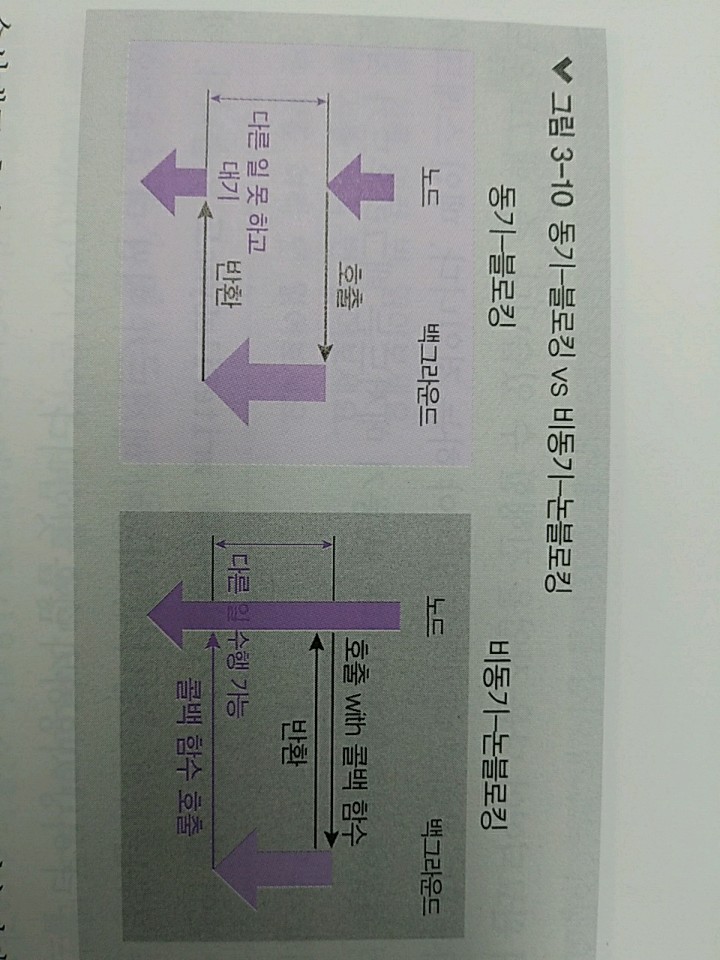 그림 3-10 동기-블로킹 vs 비동기-논블로킹
동기-블로킹
노드
백그라운드
호출
다른 일 못 하고
대기
반환
비동기-논블로킹
노드
백그라운드
호출 with 콜백 함수
반환
다른 일 수행 가능
콜백 함수 호출